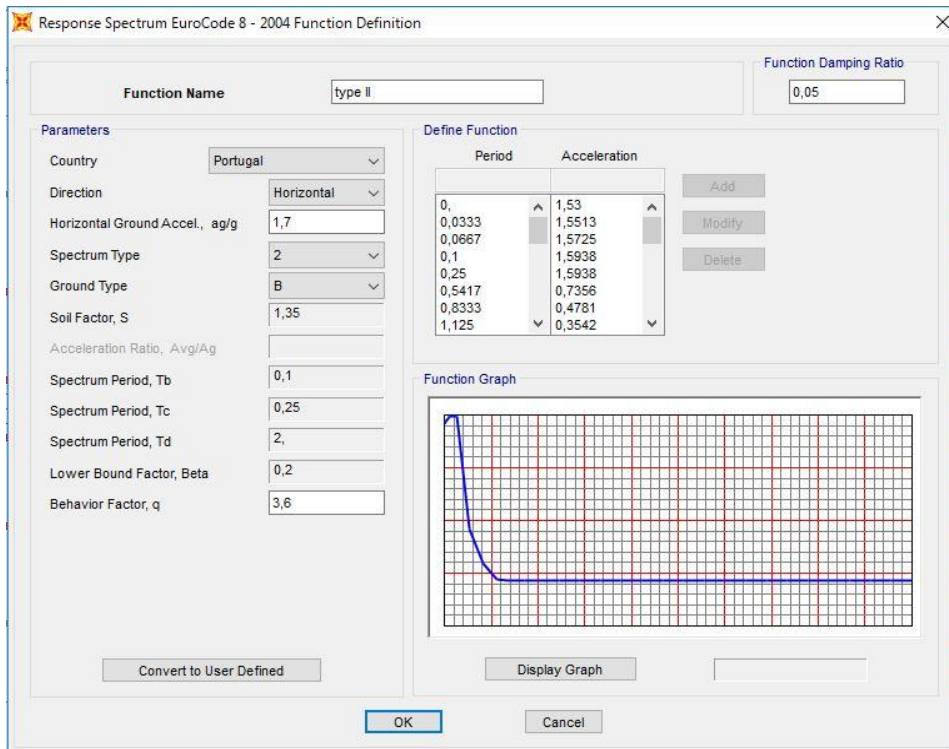 Response Spectrum EuroCode 8 - 2004 Function Definition
Function Damping Ratio
Function Name
type II
0,05
Parameters
Country
Portugal
Direction
Horizontal
Horizontal Ground Accel., ag/g
1,7
Spectrum Type
2
Ground Type
B
Soil Factor, S
1,35
Acceleration Ratio, Avg/Ag
Spectrum Period, Tb
0,1
Spectrum Period, Tc
0,25
Spectrum Period, Td
2,
Lower Bound Factor, Beta
0,2
Behavior Factor, q
3,6
Convert to User Defined
Define Function
Period Acceleration
0, 1,53
0,0333 1,5513
0,0667 1,5725
0,1 1,5938
0,25 1,5938
0,5417 0,7356
0,8333 0,4781
1,125 0,3542
Add
Modify
Delete
Function Graph
Display Graph
OK
Cancel